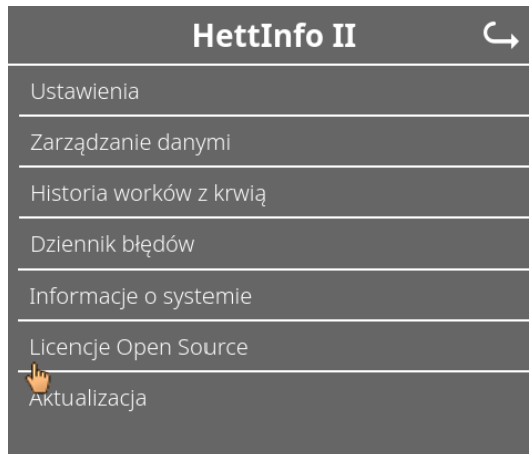 HettInfo II
Ustawienia
Zarządzanie danymi
Historia worków z krwią
Dziennik błędów
Informacje o systemie
Licencje Open Source
Aktualizacja